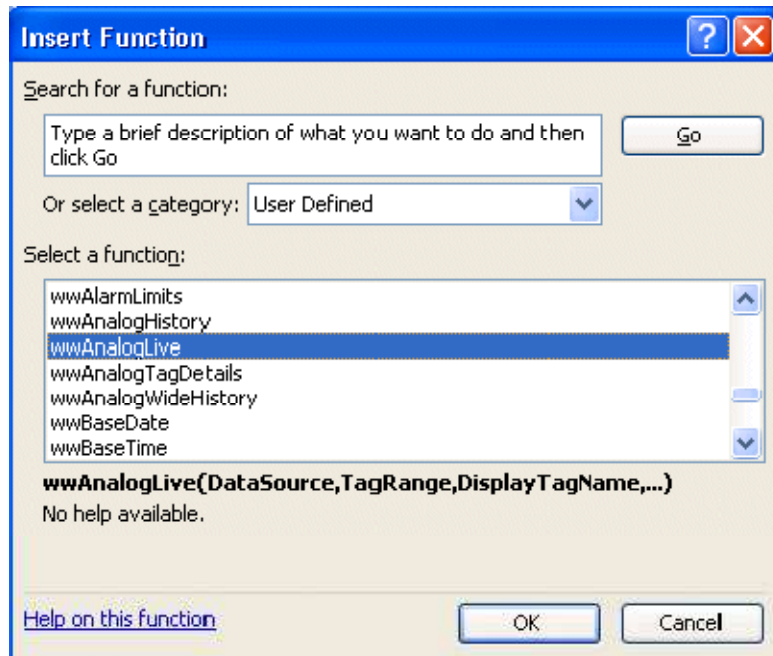 Insert Function
Search for a function:
Type a brief description of what you want to do and then
click Go
Go
Or select a category: User Defined
Select a function:
wwAlarmLimits
wwAnalogHistory
wwAnalogLive
wwAnalogTagDetails
wwAnalogWideHistory
wwBaseDate
wwBaseTime
wwAnalogLive(DataSource,TagRange,DisplayTagName,...)
No help available.
Help on this function
OK
Cancel